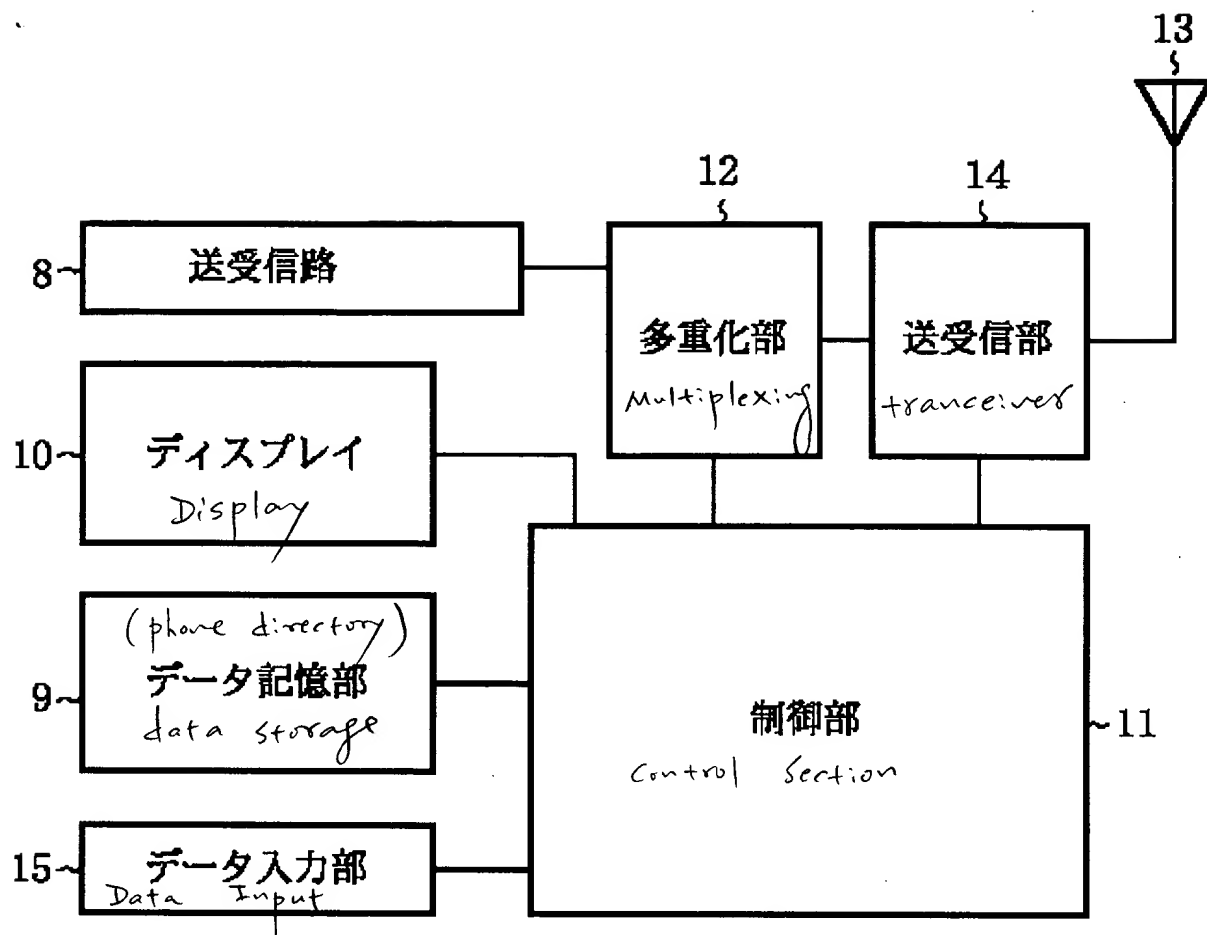 13
12
14
8
送受信路
多重化部
Multiplexing
送受信部
tranceiver
10
ディスプレイ
Display
(phone directory)
9
データ記憶部
data storage
制御部
Control Section
11
15
データ入力部
Data Input